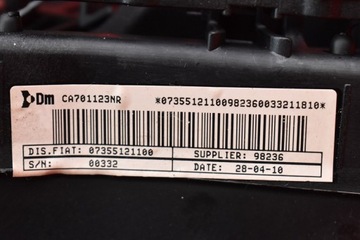 Dm CA701123NR *07355121100982360033211810*
DIS.FIAT: 07355121100 SUPPLIER: 98236
S/N: 00332 DATE: 28-04-10